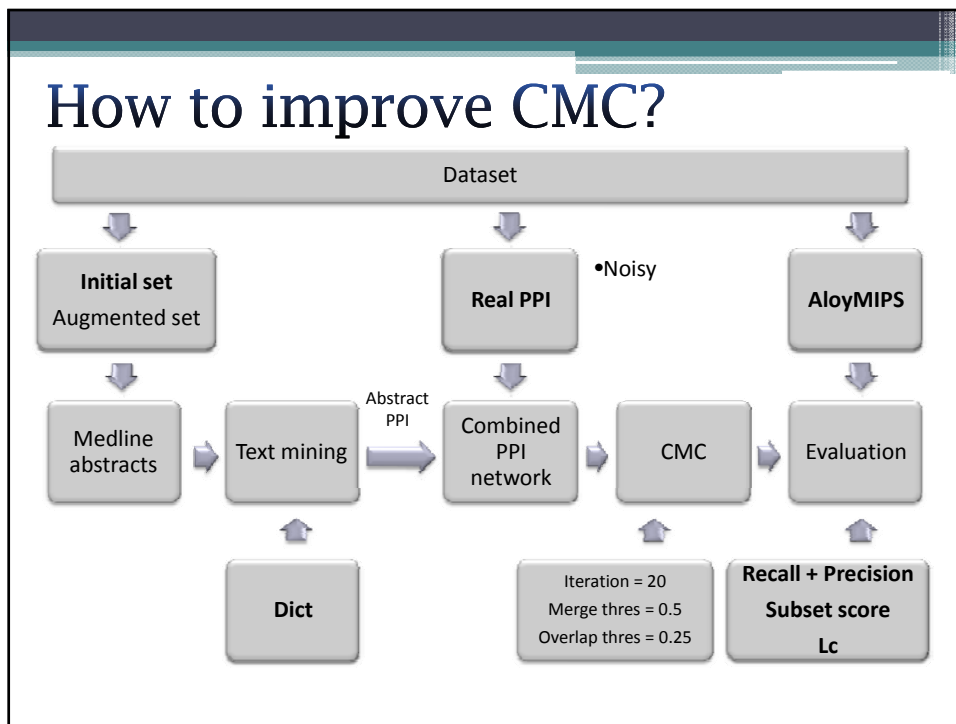 How to improve CMC?
Dataset
Initial set
Augmented set
Real PPI
•Noisy
AloyMIPS
Medline
abstracts
Text mining
Abstract
PPI
Combined
PPI
network
CMC
Evaluation
Dict
Iteration = 20
Merge thres = 0.5
Overlap thres = 0.25
Recall + Precision
Subset score
Lc